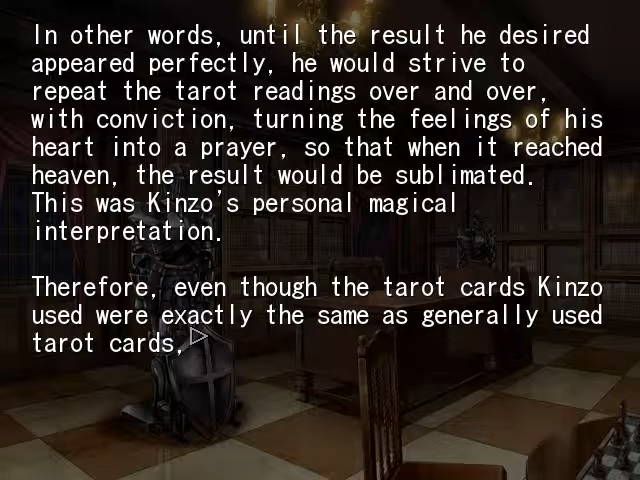 In other words, until the result he desired
appeared perfectly, he would strive to
repeat the tarot readings over and over,
with conviction, turning the feelings of his
heart into a prayer, so that when it reached
heaven, the result would be sublimated.
This was Kinzo's personal magical
interpretation.
Therefore, even though the tarot cards Kinzo
used were exactly the same as generally used
tarot cards,